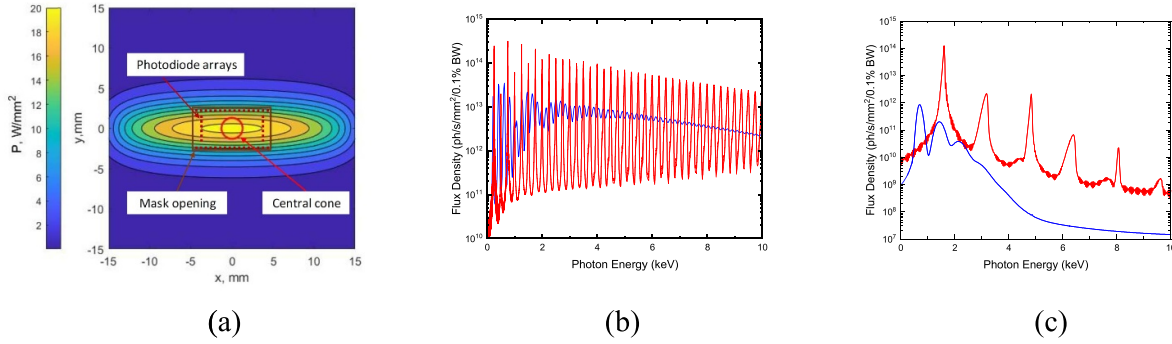 20
18
16
14
12
10
8
6
4
2
P, W/mm²
15
10
5
0
-5
-10
-15
y,mm
Photodiode arrays
Mask opening
Central cone
-15 -10 -5 0 5 10 15
x, mm
(a)
10¹⁵
10¹⁴
10¹³
10¹²
10¹¹
10¹⁰
Flux Density (ph/s/mm²/0.1% BW)
0 2 4 6 8 10
Photon Energy (keV)
(b)
10¹⁵
10¹⁴
10¹³
10¹²
10¹¹
10¹⁰
10⁹
10⁸
10⁷
Flux Density (ph/s/mm²/0.1% BW)
0 2 4 6 8 10
Photon Energy (keV)
(c)